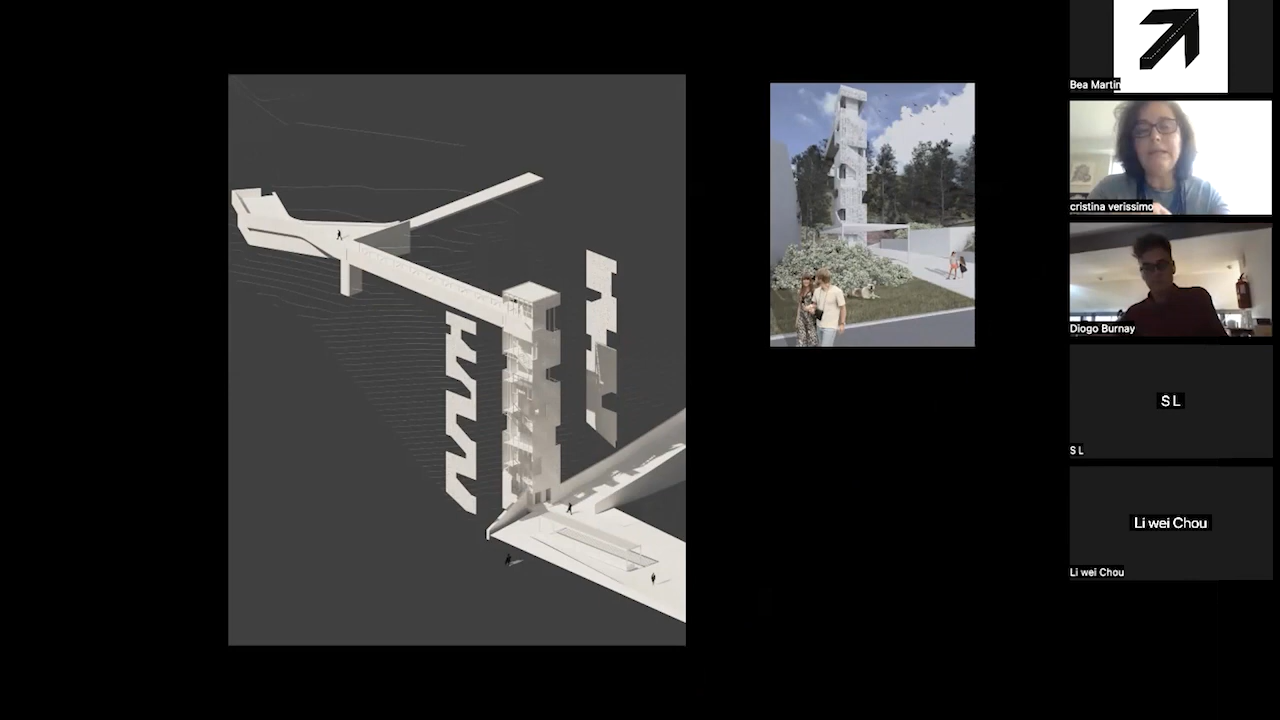 Bea Martin
cristina verissimo
Diogo Burnay
S L
S L
Li wei Chou
Li wei Chou